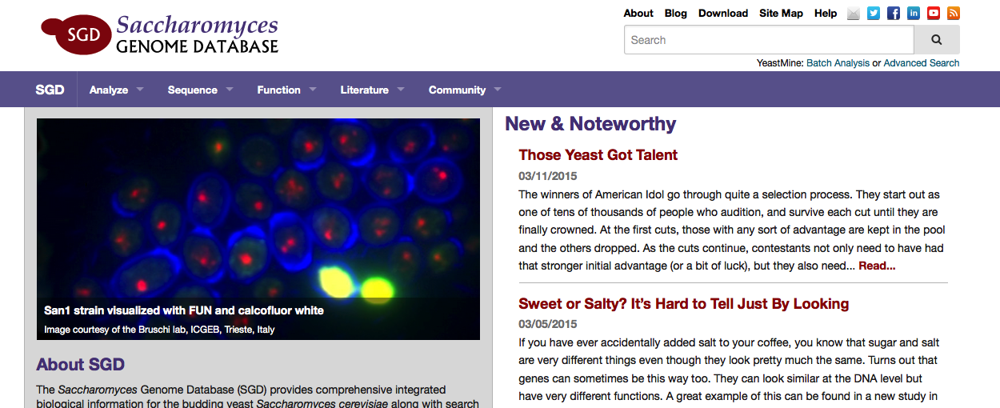 SGD
Saccharomyces
GENOME DATABASE
About Blog Download Site Map Help
Search
YeastMine: Batch Analysis or Advanced Search
SGD Analyze Sequence Function Literature Community
San1 strain visualized with FUN and calcofluor white
Image courtesy of the Bruschi lab, ICGEB, Trieste, Italy
About SGD
The Saccharomyces Genome Database (SGD) provides comprehensive integrated
biological information for the budding yeast Saccharomyces cerevisiae along with search
New & Noteworthy
Those Yeast Got Talent
03/11/2015
The winners of American Idol go through quite a selection process. They start out as
one of tens of thousands of people who audition, and survive each cut until they are
finally crowned. At the first cuts, those with any sort of advantage are kept in the pool
and the others dropped. As the cuts continue, contestants not only need to have had
that stronger initial advantage (or a bit of luck), but they also need... Read...
Sweet or Salty? It’s Hard to Tell Just By Looking
03/05/2015
If you have ever accidentally added salt to your coffee, you know that sugar and salt
are very different things even though they look pretty much the same. Turns out that
genes can sometimes be this way too. They can look similar at the DNA level but
have very different functions. A great example of this can be found in a new study in